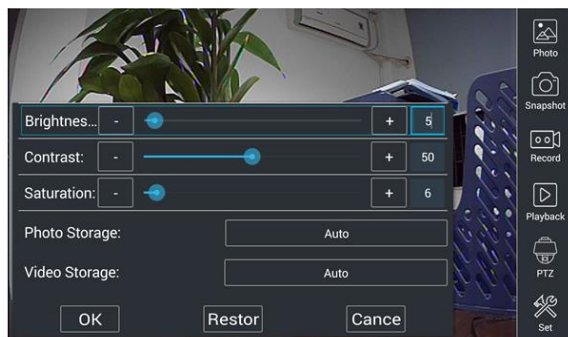 Brightnes... - + 5
Contrast: - + 50
Saturation: - + 6
Photo Storage: Auto
Video Storage: Auto
OK Restor Cance
Photo
Snapshot
Record
Playback
PTZ
Set